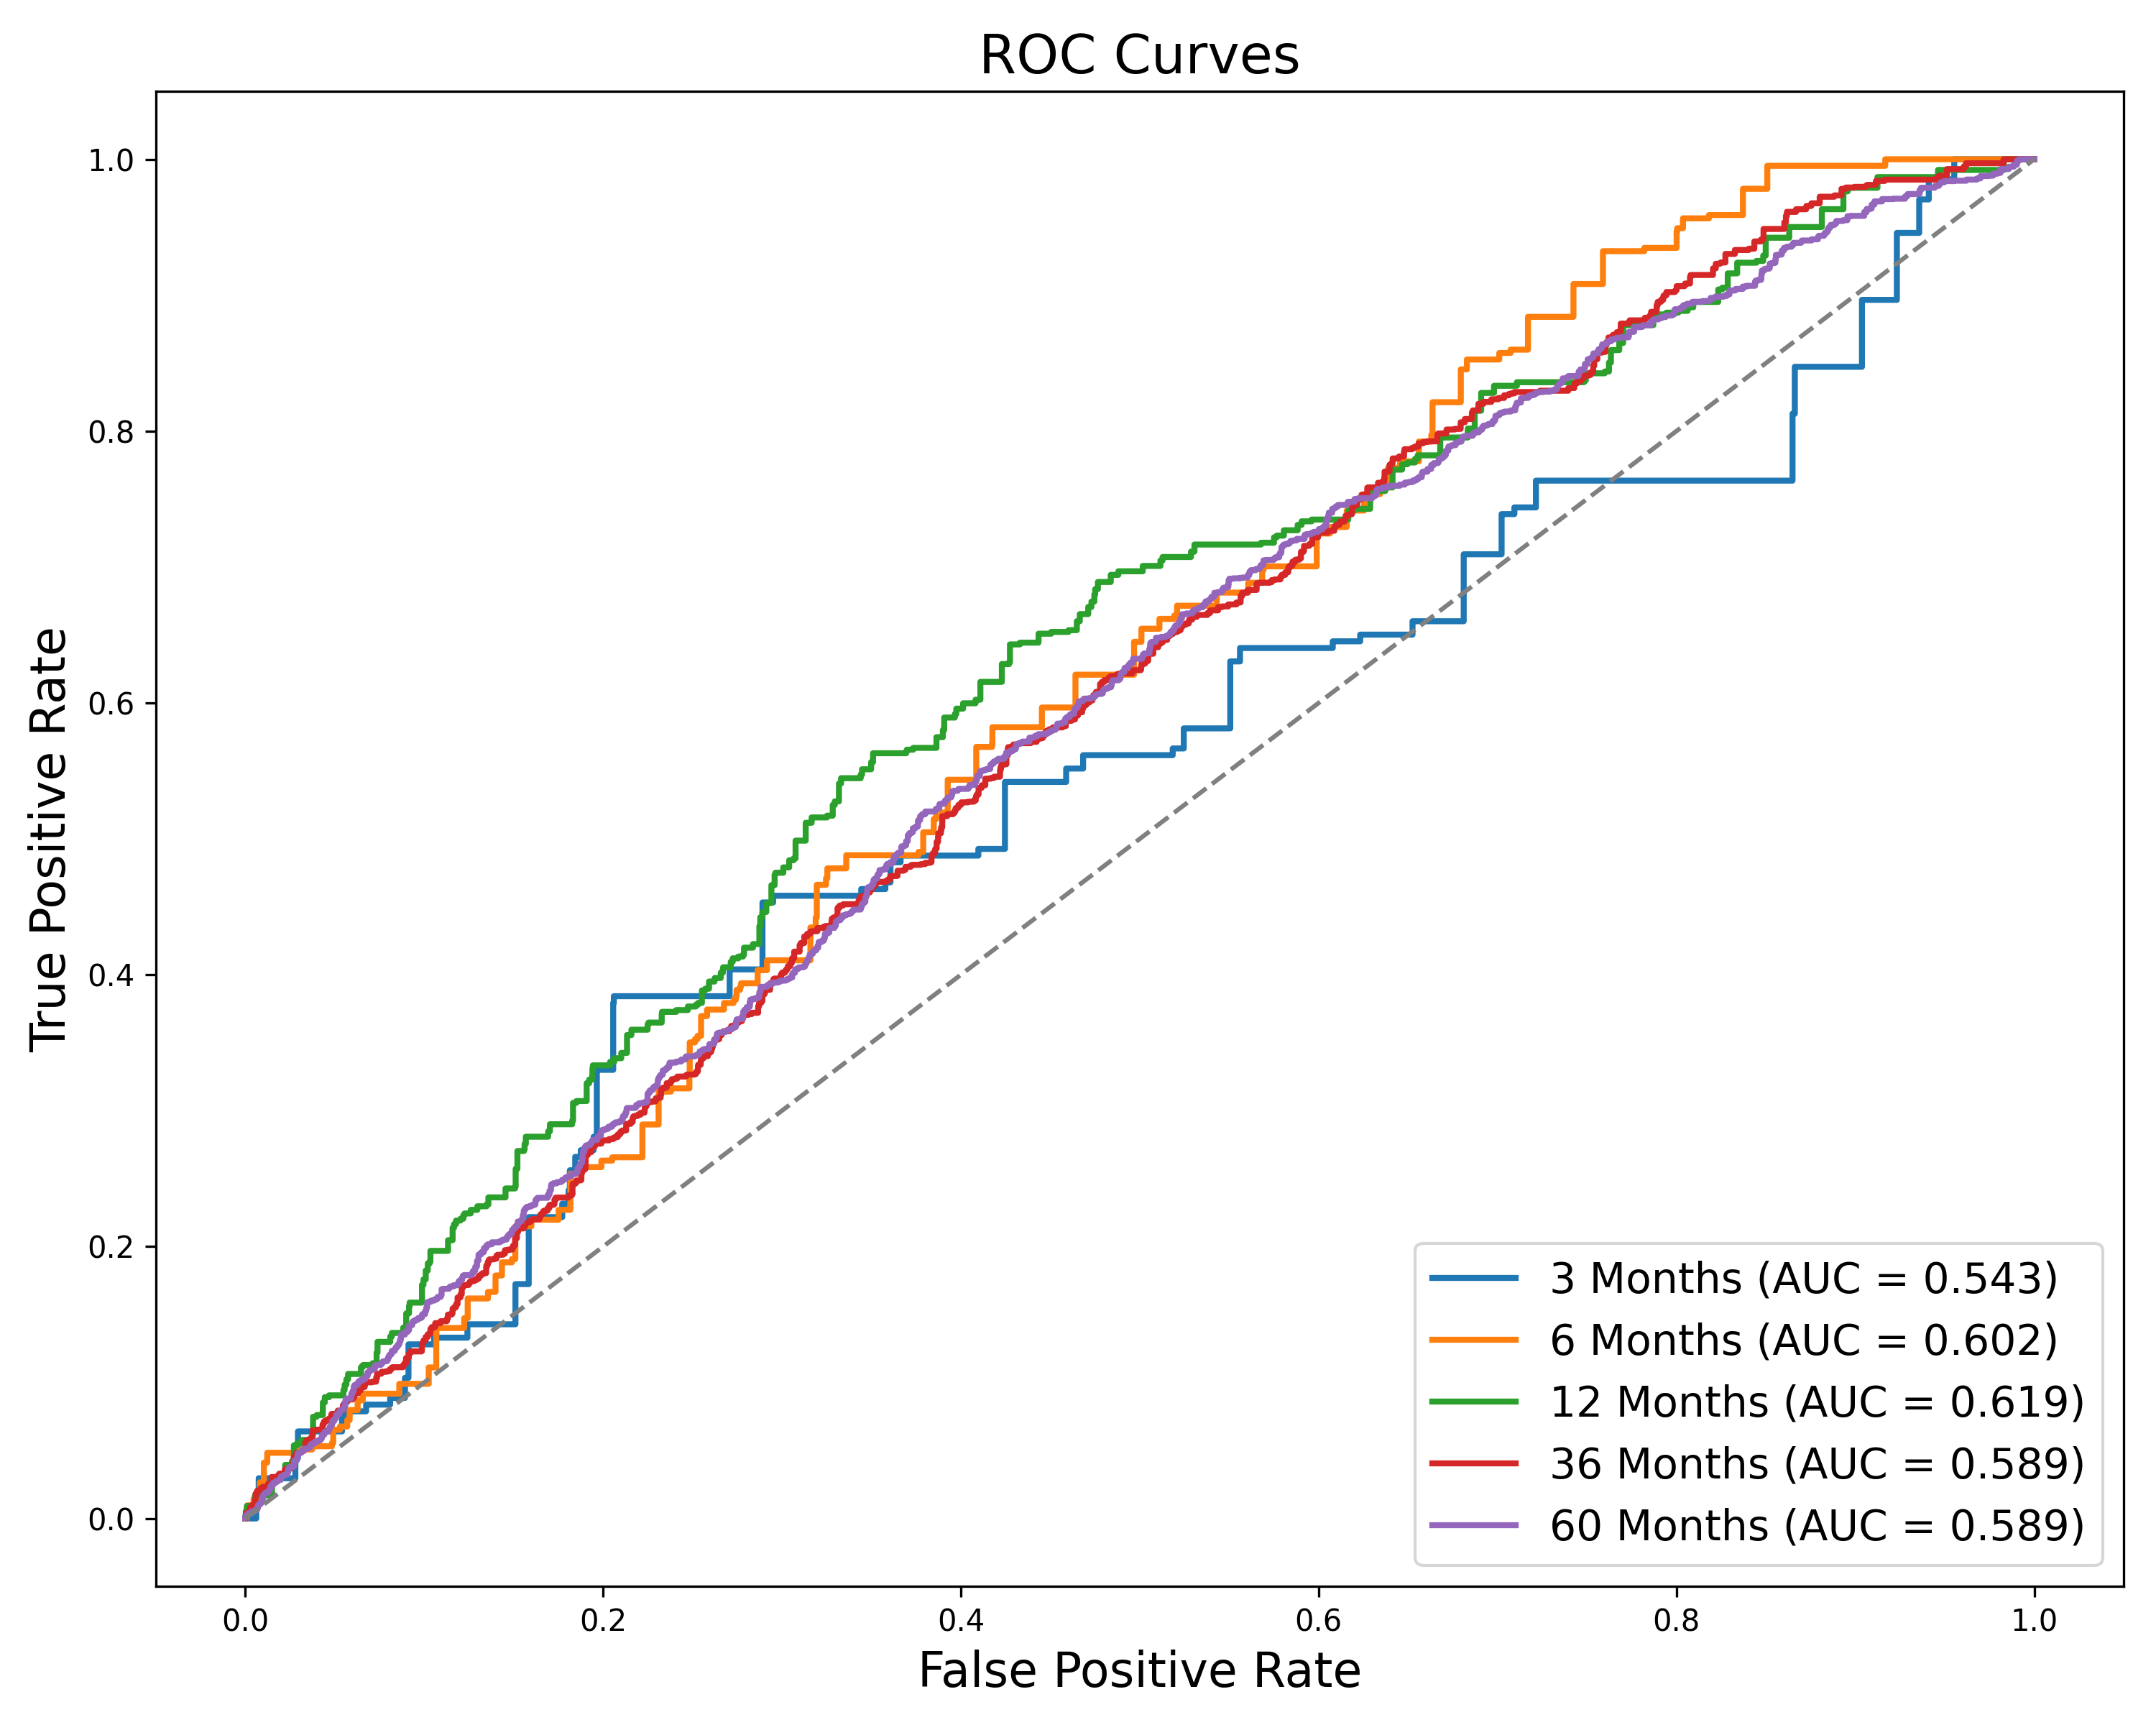 ROC Curves
1.0
0.8
0.6
0.4
0.2
0.0
True Positive Rate
0.0 0.2 0.4 0.6 0.8 1.0
False Positive Rate
3 Months (AUC = 0.543)
6 Months (AUC = 0.602)
12 Months (AUC = 0.619)
36 Months (AUC = 0.589)
60 Months (AUC = 0.589)